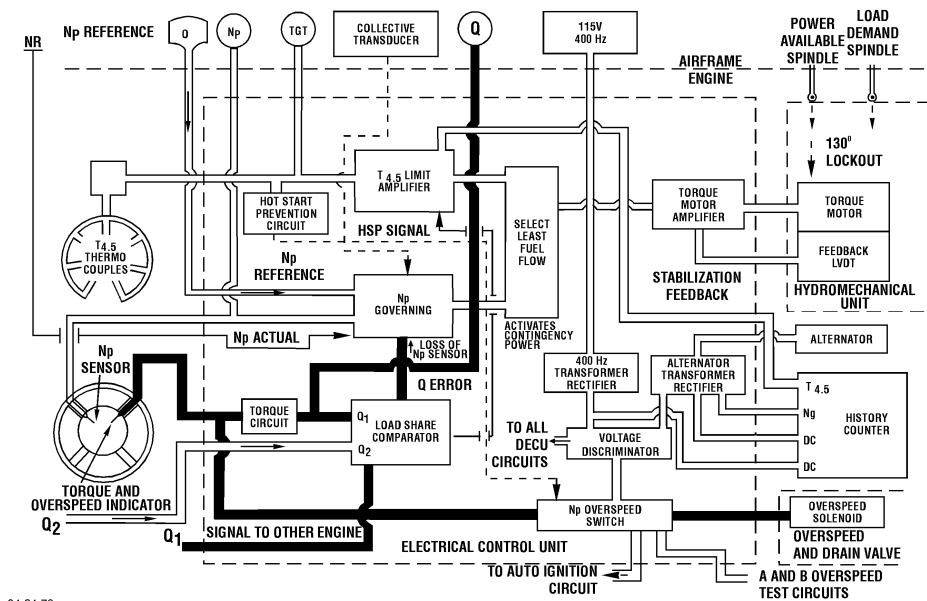 NR
Np REFERENCE
0
Np
TGT
COLLECTIVE
TRANSDUCER
Q
115V
400 Hz
POWER
AVAILABLE
SPINDLE
LOAD
DEMAND
SPINDLE
AIRFRAME
ENGINE
130°
LOCKOUT
T4.5 LIMIT
AMPLIFIER
HOT START
PREVENTION
CIRCUIT
HSP SIGNAL
SELECT
LEAST
FUEL
FLOW
TORQUE
MOTOR
AMPLIFIER
TORQUE
MOTOR
FEEDBACK
LVDT
HYDROMECHANICAL
UNIT
T4.5
THERMO
COUPLES
Np
REFERENCE
Np
GOVERNING
STABILIZATION
FEEDBACK
ACTIVATES
CONTINGENCY
POWER
Np ACTUAL
LOSS OF
Np SENSOR
Np
SENSOR
Q ERROR
400 Hz
TRANSFORMER
RECTIFIER
ALTERNATOR
TRANSFORMER
RECTIFIER
ALTERNATOR
T4.5
Ng
DC
DC
HISTORY
COUNTER
TORQUE
CIRCUIT
Q1
Q2
LOAD SHARE
COMPARATOR
TO ALL
DECU
CIRCUITS
VOLTAGE
DISCRIMINATOR
TORQUE AND
OVERSPEED INDICATOR
Q2
Q1
SIGNAL TO OTHER ENGINE
Np OVERSPEED
SWITCH
ELECTRICAL CONTROL UNIT
OVERSPEED
SOLENOID
OVERSPEED
AND DRAIN VALVE
TO AUTO IGNITION
CIRCUIT
A AND B OVERSPEED
TEST CIRCUITS